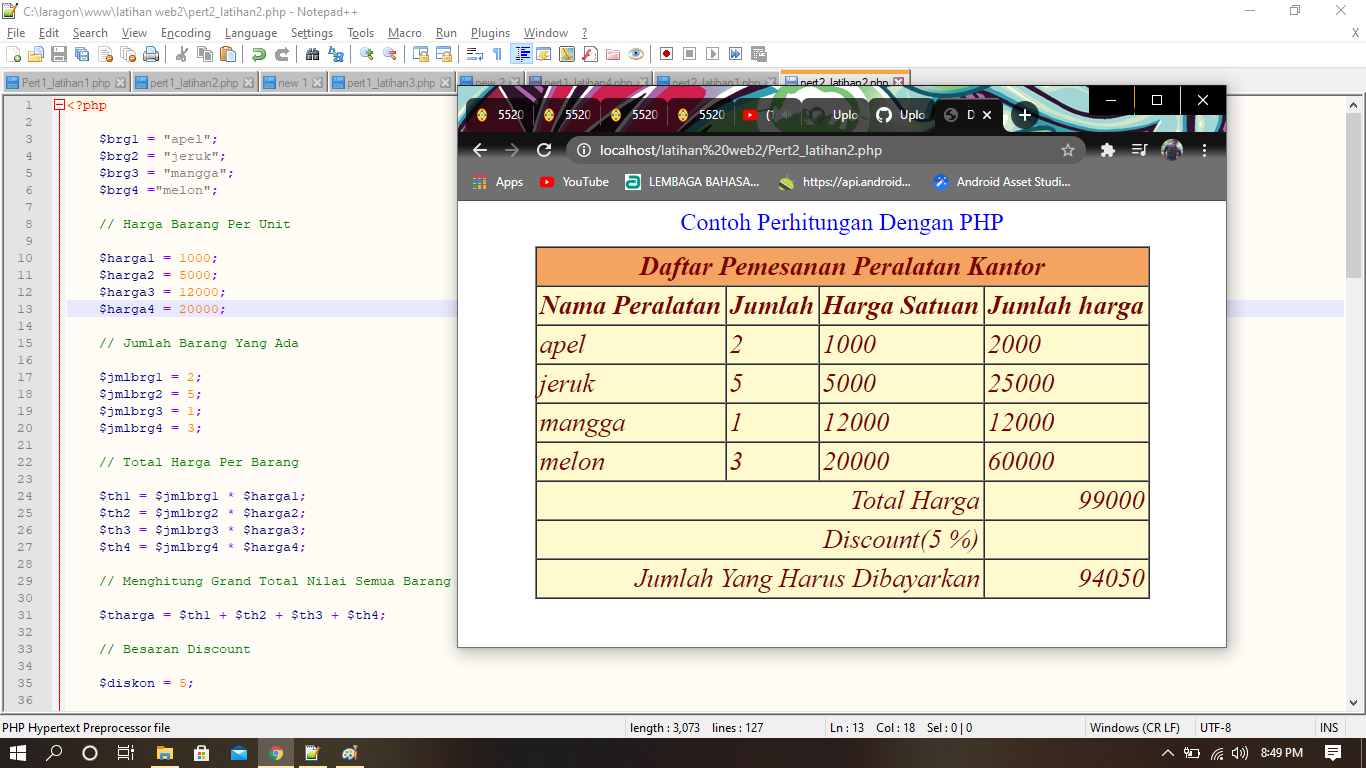 C:\laragon\www\latihan web2\pert2_latihan2.php - Notepad++
File Edit Search View Encoding Language Settings Tools Macro Run Plugins Window ? X
Pert1_latihan1.php pert1_latihan2.php new 1 pert1_latihan3.php new 2 pert1_latihan4.php pert2_latihan1.php pert2_latihan2.php
1 <?php
2
3 $brg1 = "apel";
4 $brg2 = "jeruk";
5 $brg3 = "mangga";
6 $brg4 ="melon";
7
8 // Harga Barang Per Unit
9
10 $harga1 = 1000;
11 $harga2 = 5000;
12 $harga3 = 12000;
13 $harga4 = 20000;
14
15 // Jumlah Barang Yang Ada
16
17 $jmlbrg1 = 2;
18 $jmlbrg2 = 5;
19 $jmlbrg3 = 1;
20 $jmlbrg4 = 3;
21
22 // Total Harga Per Barang
23
24 $th1 = $jmlbrg1 * $harga1;
25 $th2 = $jmlbrg2 * $harga2;
26 $th3 = $jmlbrg3 * $harga3;
27 $th4 = $jmlbrg4 * $harga4;
28
29 // Menghitung Grand Total Nilai Semua Barang
30
31 $tharga = $th1 + $th2 + $th3 + $th4;
32
33 // Besaran Discount
34
35 $diskon = 5;
36
5520 5520 5520 5520 (1 Uplo Uplo D
localhost/latihan%20web2/Pert2_latihan2.php
Apps YouTube LEMBAGA BAHASA... https://api.android... Android Asset Studi...
Contoh Perhitungan Dengan PHP
Daftar Pemesanan Peralatan Kantor
Nama Peralatan Jumlah Harga Satuan Jumlah harga
apel 2 1000 2000
jeruk 5 5000 25000
mangga 1 12000 12000
melon 3 20000 60000
Total Harga 99000
Discount(5 %)
Jumlah Yang Harus Dibayarkan 94050
PHP Hypertext Preprocessor file length : 3,073 lines : 127 Ln : 13 Col : 18 Sel : 0 | 0 Windows (CR LF) UTF-8 INS
8:49 PM